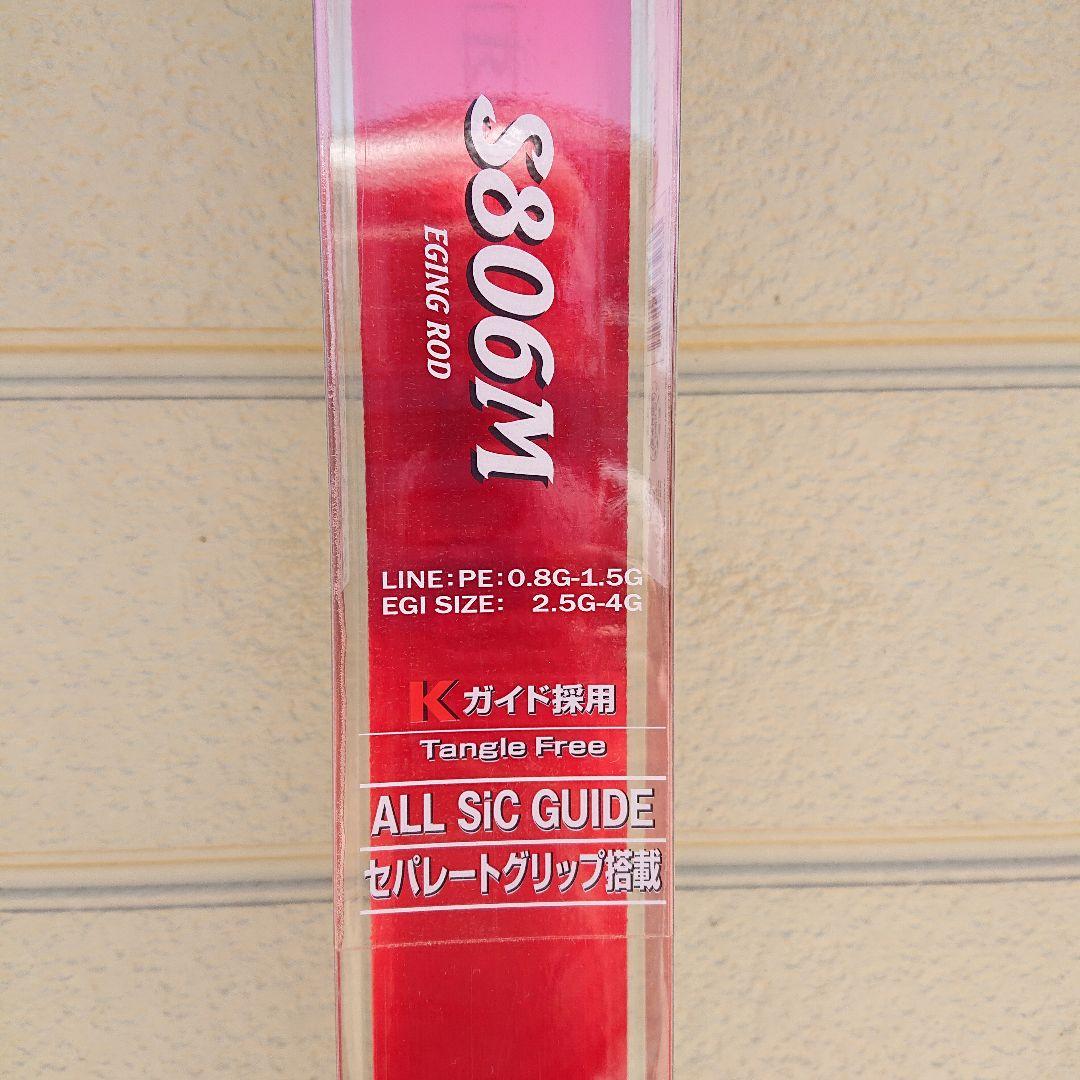 S806M
EGING ROD
LINE:PE:0.8G-1.5G
EGI SIZE: 2.5G-4G
Kガイド採用
Tangle Free
ALL SiC GUIDE
セパレートグリップ搭載